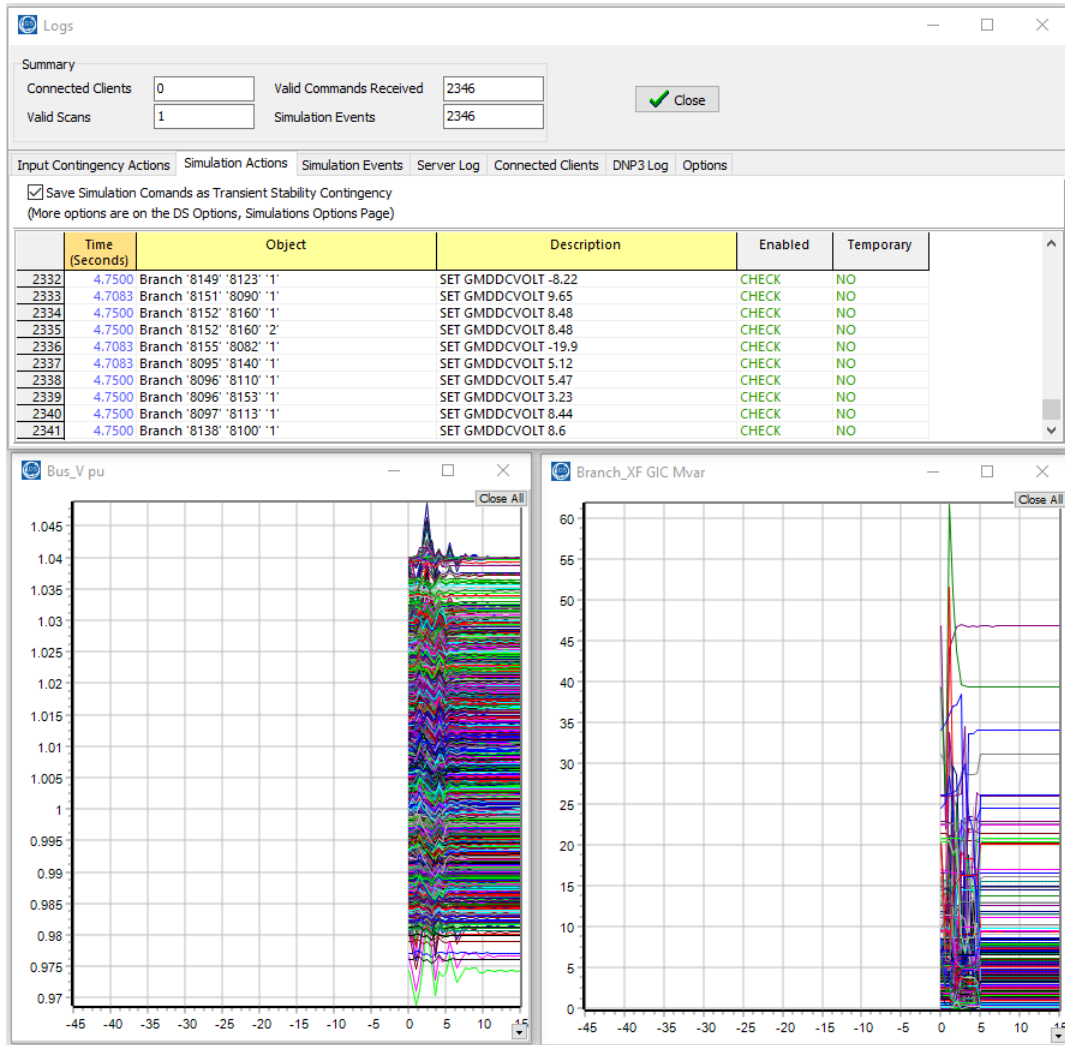 Logs
Summary
Connected Clients 0 Valid Commands Received 2346
Close
Valid Scans 1 Simulation Events 2346
Input Contingency Actions Simulation Actions Simulation Events Server Log Connected Clients DNP3 Log Options
Save Simulation Comands as Transient Stability Contingency
(More options are on the DS Options, Simulations Options Page)
Time (Seconds) Object Description Enabled Temporary
2332 4.7500 Branch '8149' '8123' '1' SET GMDDCVOLT -8.22 CHECK NO
2333 4.7083 Branch '8151' '8090' '1' SET GMDDCVOLT 9.65 CHECK NO
2334 4.7500 Branch '8152' '8160' '1' SET GMDDCVOLT 8.48 CHECK NO
2335 4.7500 Branch '8152' '8160' '2' SET GMDDCVOLT 8.48 CHECK NO
2336 4.7083 Branch '8155' '8082' '1' SET GMDDCVOLT -19.9 CHECK NO
2337 4.7083 Branch '8095' '8140' '1' SET GMDDCVOLT 5.12 CHECK NO
2338 4.7500 Branch '8096' '8110' '1' SET GMDDCVOLT 5.47 CHECK NO
2339 4.7500 Branch '8096' '8153' '1' SET GMDDCVOLT 3.23 CHECK NO
2340 4.7500 Branch '8097' '8113' '1' SET GMDDCVOLT 8.44 CHECK NO
2341 4.7500 Branch '8138' '8100' '1' SET GMDDCVOLT 8.6 CHECK NO
Bus_V pu
Close All
1.045
1.04
1.035
1.03
1.025
1.02
1.015
1.01
1.005
1
0.995
0.99
0.985
0.98
0.975
0.97
-45 -40 -35 -30 -25 -20 -15 -10 -5 0 5 10 15
Branch_XF GIC Mvar
Close All
60
55
50
45
40
35
30
25
20
15
10
5
0
-45 -40 -35 -30 -25 -20 -15 -10 -5 0 5 10 15